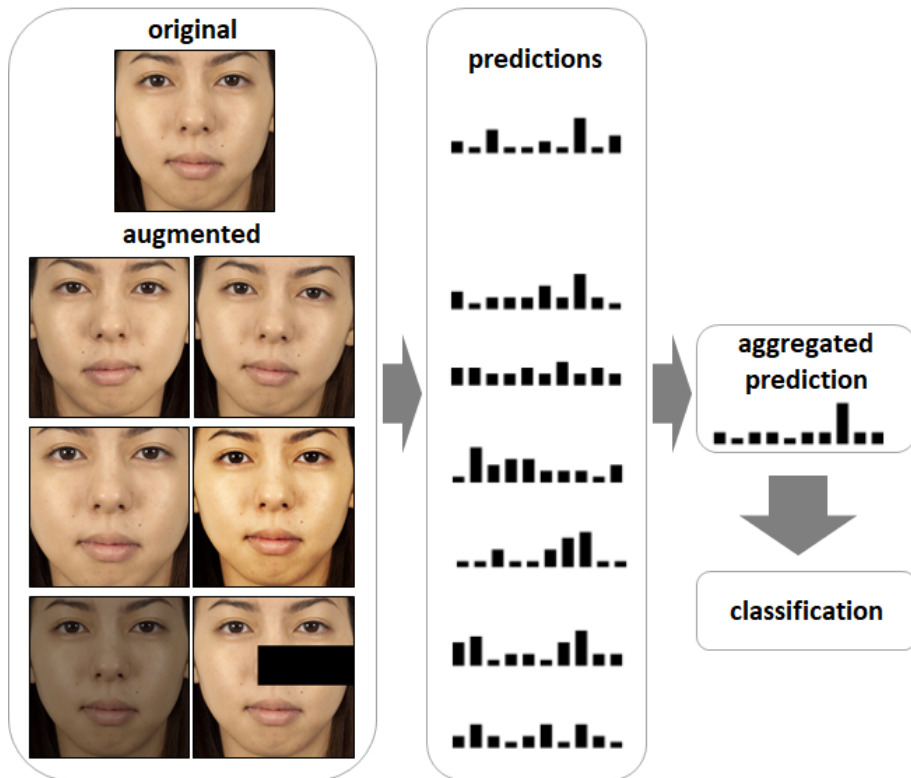 original
augmented
predictions
aggregated
prediction
classification